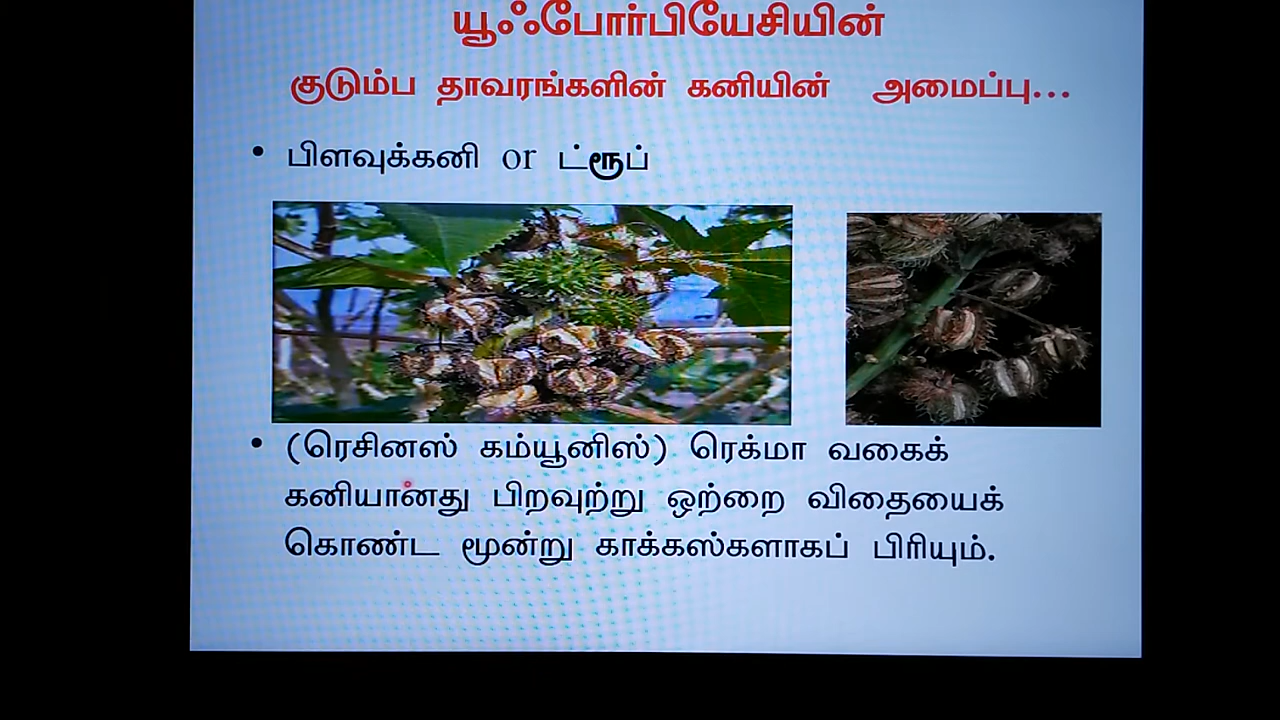 யூஃபோர்பியேசியின்
குடும்ப தாவரங்களின் கனியின் அமைப்பு...
• பிளவுக்கனி or ட்ரூப்
• (ரெசினஸ் கம்யூனிஸ்) ரெக்மா வகைக்
கனியானது பிறவுற்று ஒற்றை விதையைக்
கொண்ட மூன்று காக்கஸ்களாகப் பிரியும்.